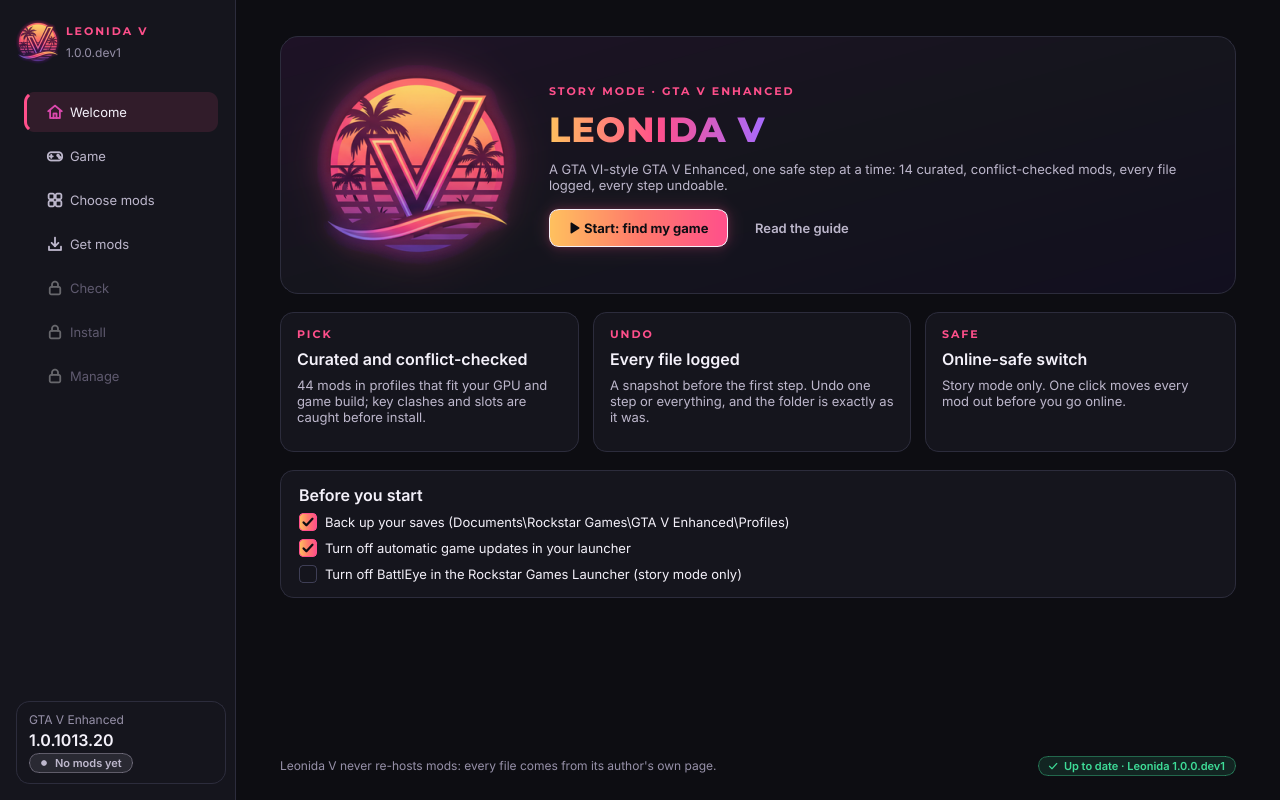 LEONIDA V
1.0.0.dev1
Welcome
Game
Choose mods
Get mods
Check
Install
Manage
GTA V Enhanced
1.0.1013.20
No mods yet
V
STORY MODE · GTA V ENHANCED
LEONIDA V
A GTA VI-style GTA V Enhanced, one safe step at a time: 14 curated, conflict-checked mods, every file
logged, every step undoable.
Start: find my game
Read the guide
PICK
Curated and conflict-checked
44 mods in profiles that fit your GPU and
game build; key clashes and slots are
caught before install.
UNDO
Every file logged
A snapshot before the first step. Undo one
step or everything, and the folder is exactly as
it was.
SAFE
Online-safe switch
Story mode only. One click moves every
mod out before you go online.
Before you start
Back up your saves (Documents\Rockstar Games\GTA V Enhanced\Profiles)
Turn off automatic game updates in your launcher
Turn off BattlEye in the Rockstar Games Launcher (story mode only)
Leonida V never re-hosts mods: every file comes from its author's own page.
Up to date · Leonida 1.0.0.dev1